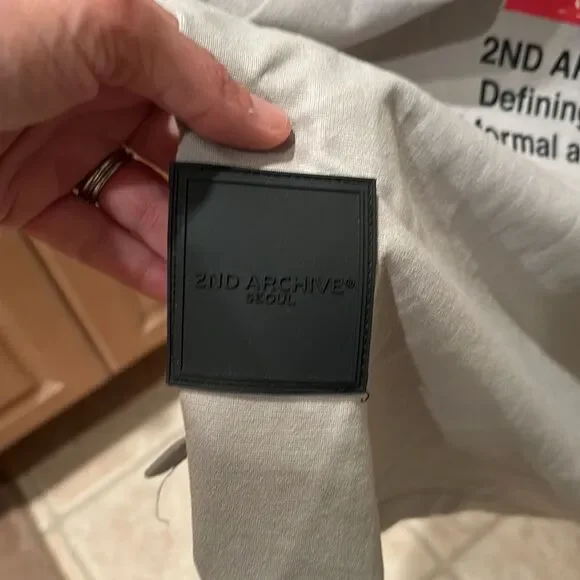 2ND ARCHIVE®
SEOUL
2ND
Defining